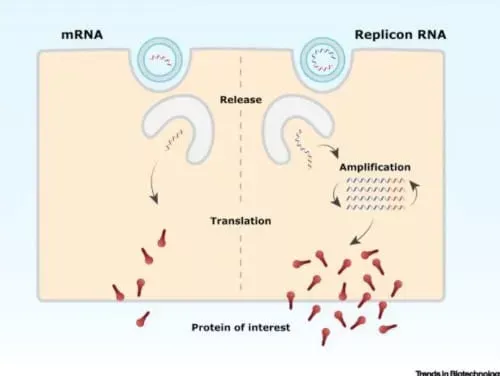 mRNA
Replicon RNA
Release
Amplification
Translation
Protein of interest
Trends in Biotechnology